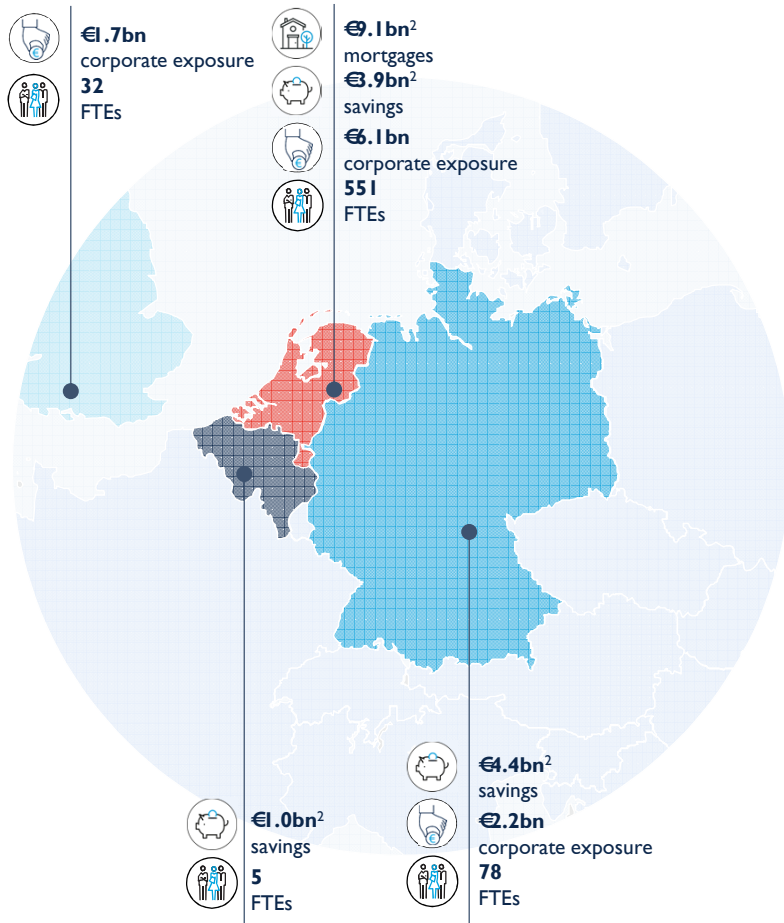 €1.7bn
corporate exposure
32
FTEs
€9.1bn²
mortgages
€3.9bn²
savings
€6.1bn
corporate exposure
551
FTEs
€4.4bn²
savings
€2.2bn
corporate exposure
78
FTEs
€1.0bn²
savings
5
FTEs